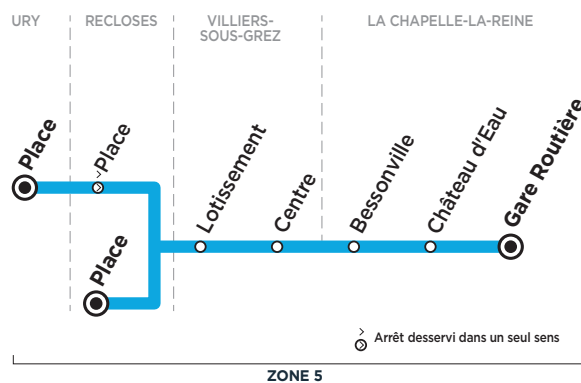 URY
RECLOSES
VILLIERS-
SOUS-GREZ
LA CHAPELLE-LA-REINE
Place
Place
Place
Lotissement
Centre
Bessonville
Château d'Eau
Gare Routière
Arrêt desservi dans un seul sens
ZONE 5